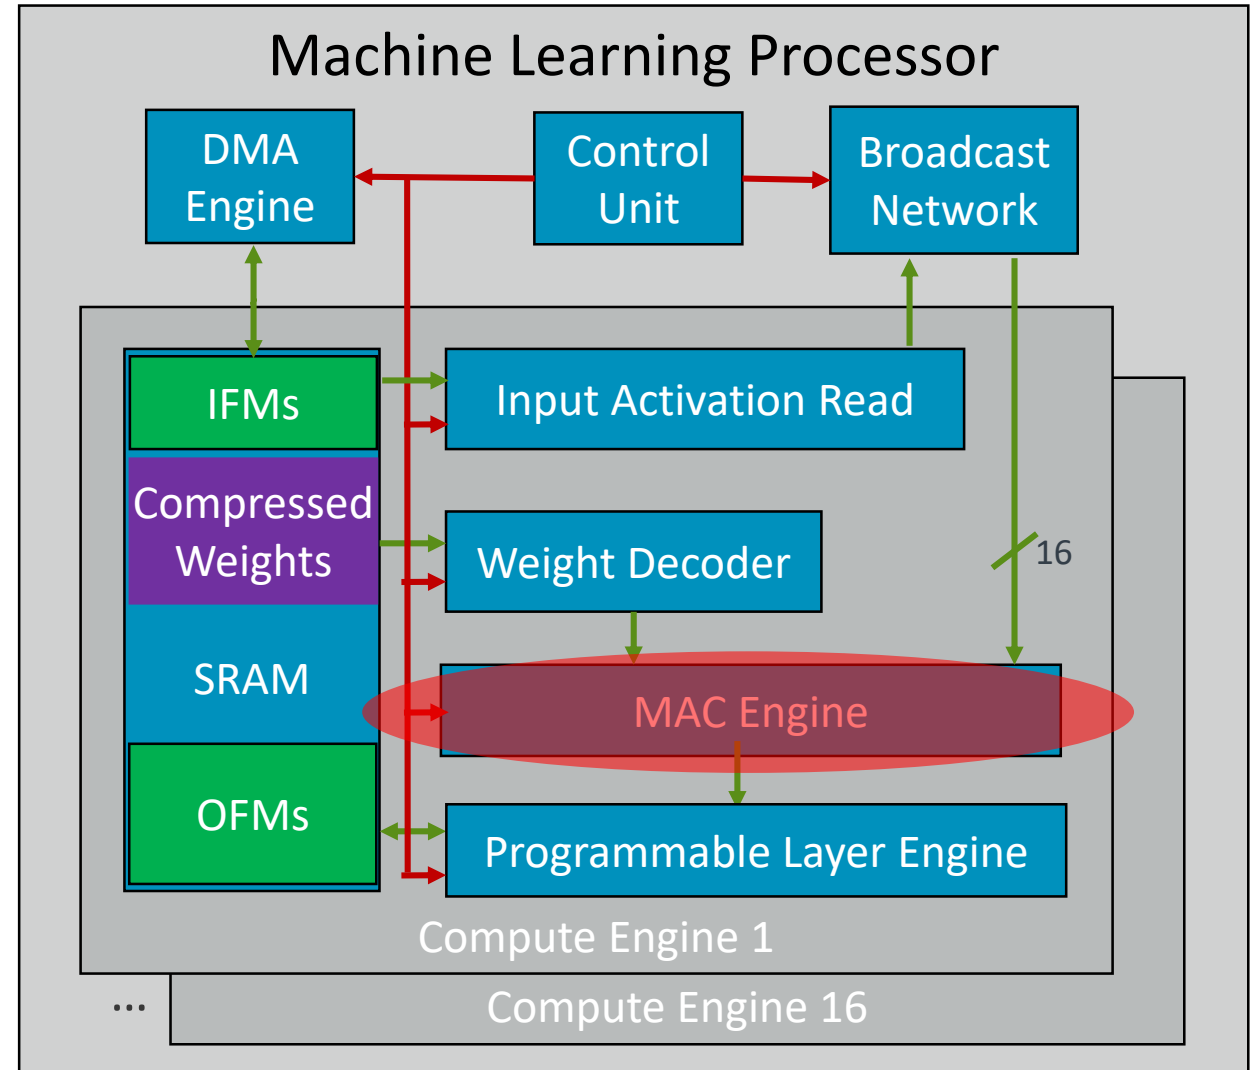 Machine Learning Processor
DMA
Engine
Control
Unit
Broadcast
Network
IFMs
Input Activation Read
Compressed
Weights
Weight Decoder
16
SRAM
MAC Engine
OFMs
Programmable Layer Engine
Compute Engine 1
...
Compute Engine 16